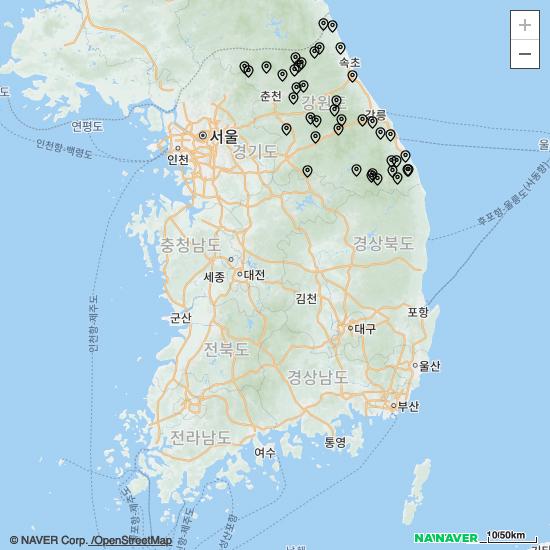 +
−
속초
춘천
강원도
강릉
연평도
서울
인천항-백령도
인천
경기도
울
후포항-울릉도(사동항)
충청남도
경상북도
세종
대전
김천
인천항-제주도
군산
포항
대구
전라북도
경상남도
울산
부산
전라남도
통영
여수
© NAVER Corp. /OpenStreetMap
NAVER
10/50km